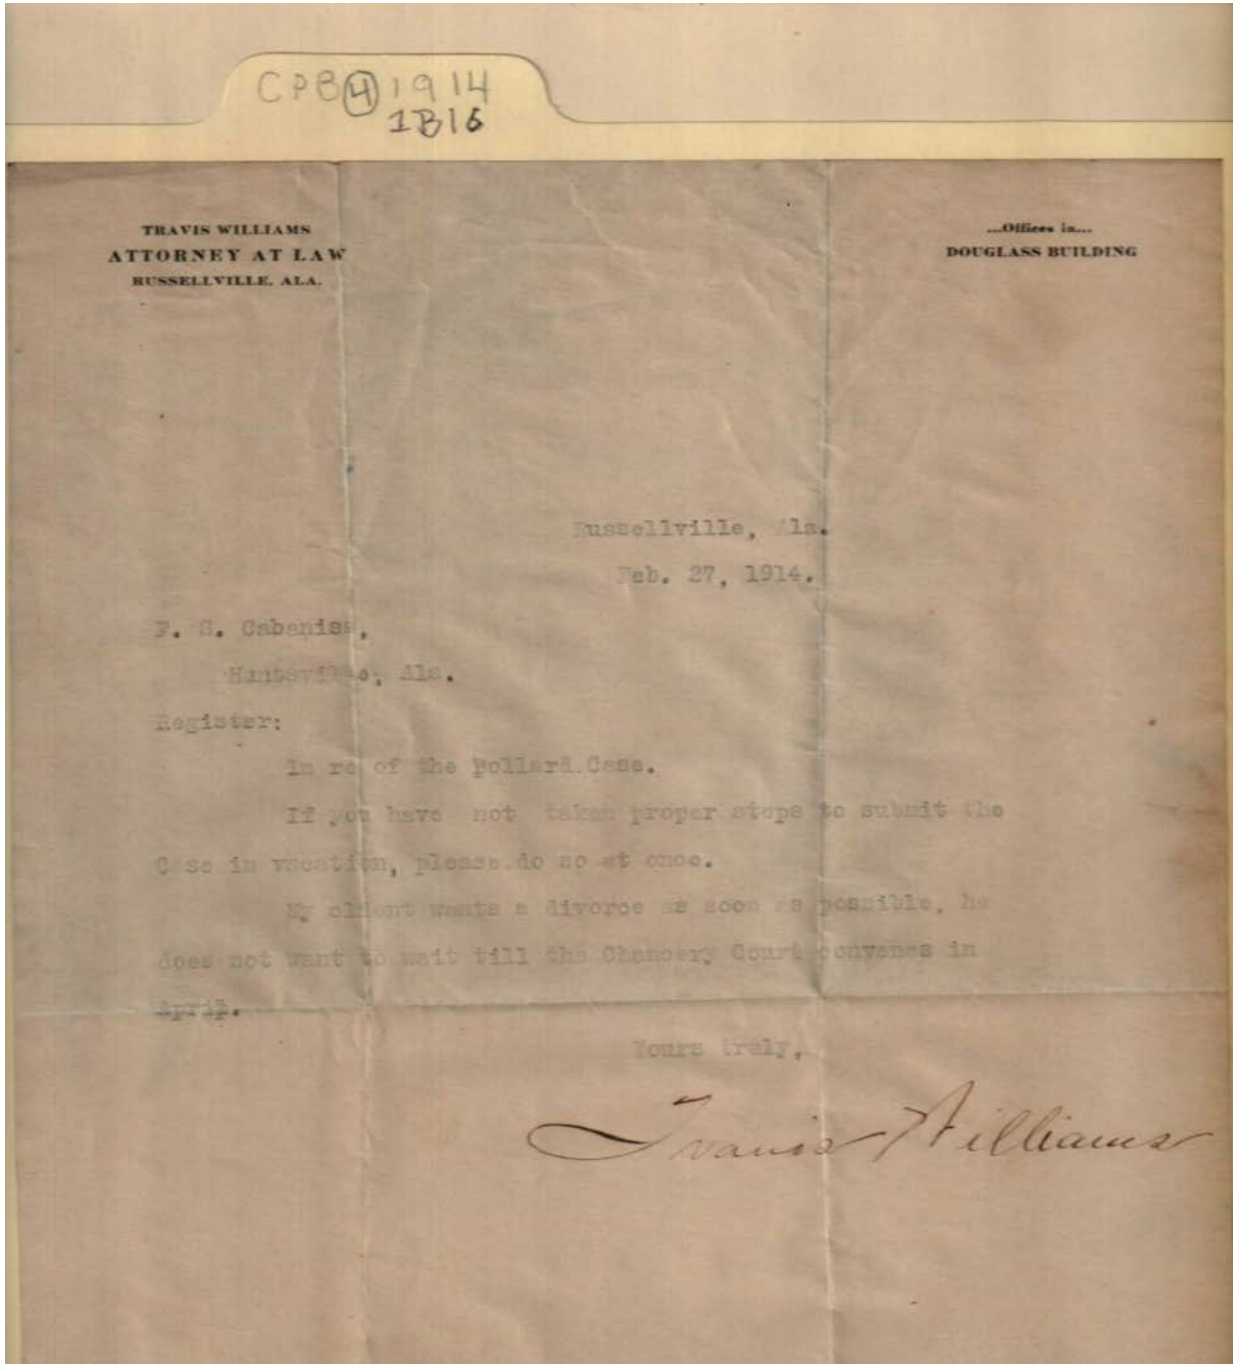 CPB ④ 1914
1B16
TRAVIS WILLIAMS
ATTORNEY AT LAW
RUSSELLVILLE, ALA.
...Offices in...
DOUGLASS BUILDING
Russellville, Ala.
Feb. 27, 1914.
F. S. Cabaniss,
Huntsville, Ala.
Register:
In re of the pollard Case.
If you have not taken proper steps to submit the
Case in vacation, please do so at once.
My client wants a divorce as soon as possible, he
does not want to wait till the Chancery Court convenes in
April.
Yours truly,
Travis Williams